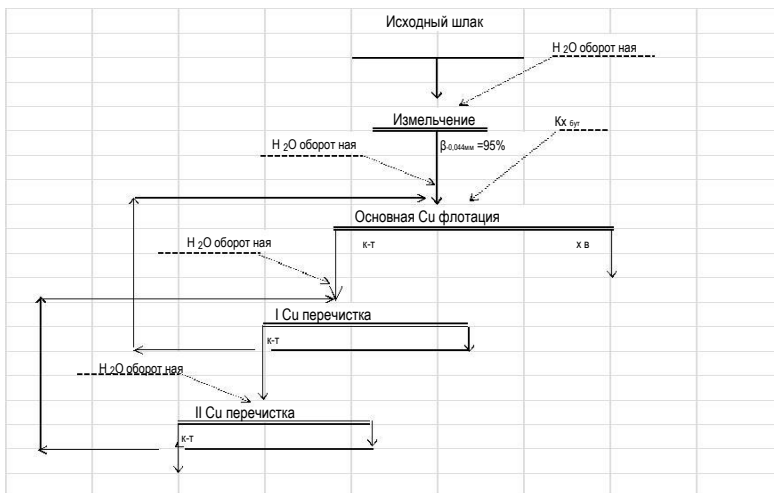 Исходный шлак
H 2O оборот ная
Измельчение
Кх бут
H 2O оборот ная
β-0,044мм =95%
Основная Cu флотация
H 2O оборот ная
к-т
х в
I Cu перечистка
к-т
H 2O оборот ная
II Cu перечистка
к-т